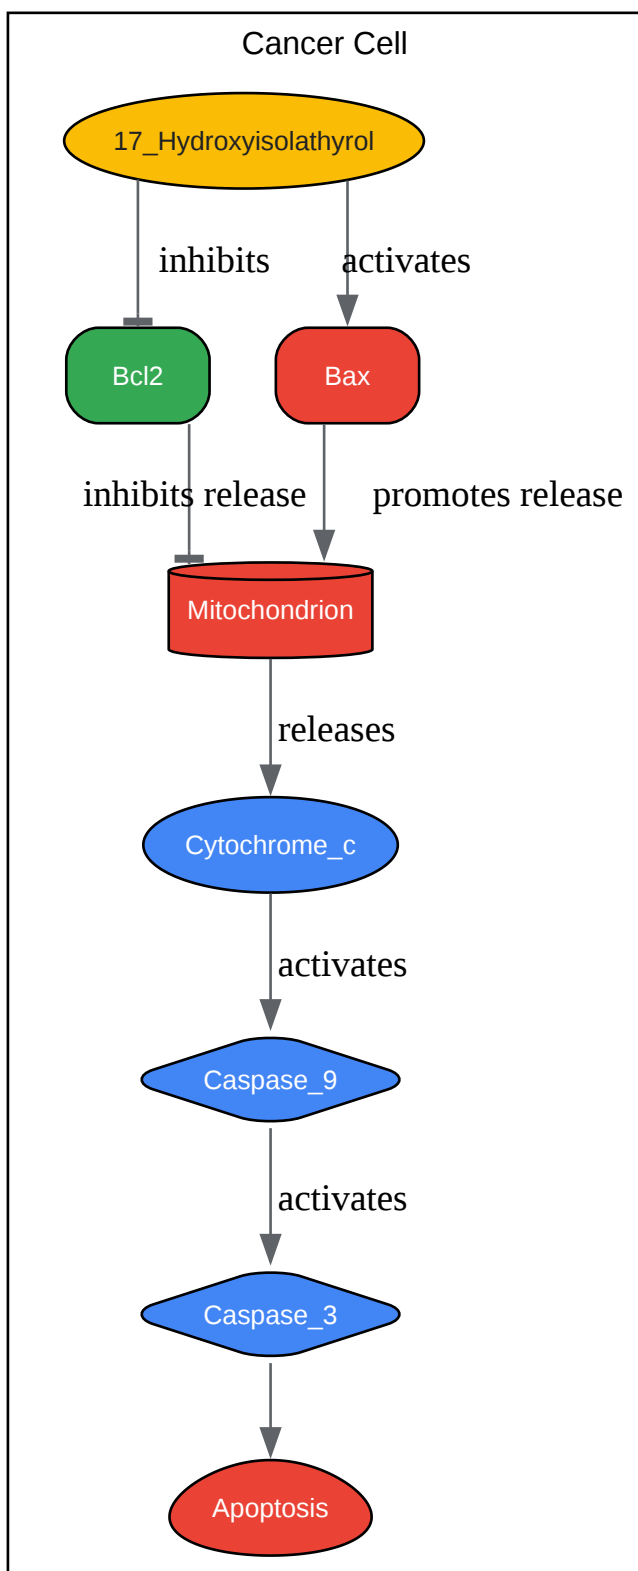 Cancer Cell
17_Hydroxyisolathyrol
inhibits
activates
Bcl2
Bax
inhibits release
promotes release
Mitochondrion
releases
Cytochrome_c
activates
Caspase_9
activates
Caspase_3
Apoptosis